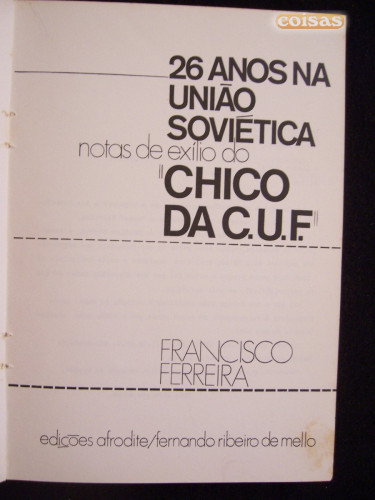 coisas
26 ANOS NA
UNIÃO
SOVIÉTICA
notas de exílio do
"CHICO
DA C.U.F."
FRANCISCO
FERREIRA
edições afrodite/fernando ribeiro de mello